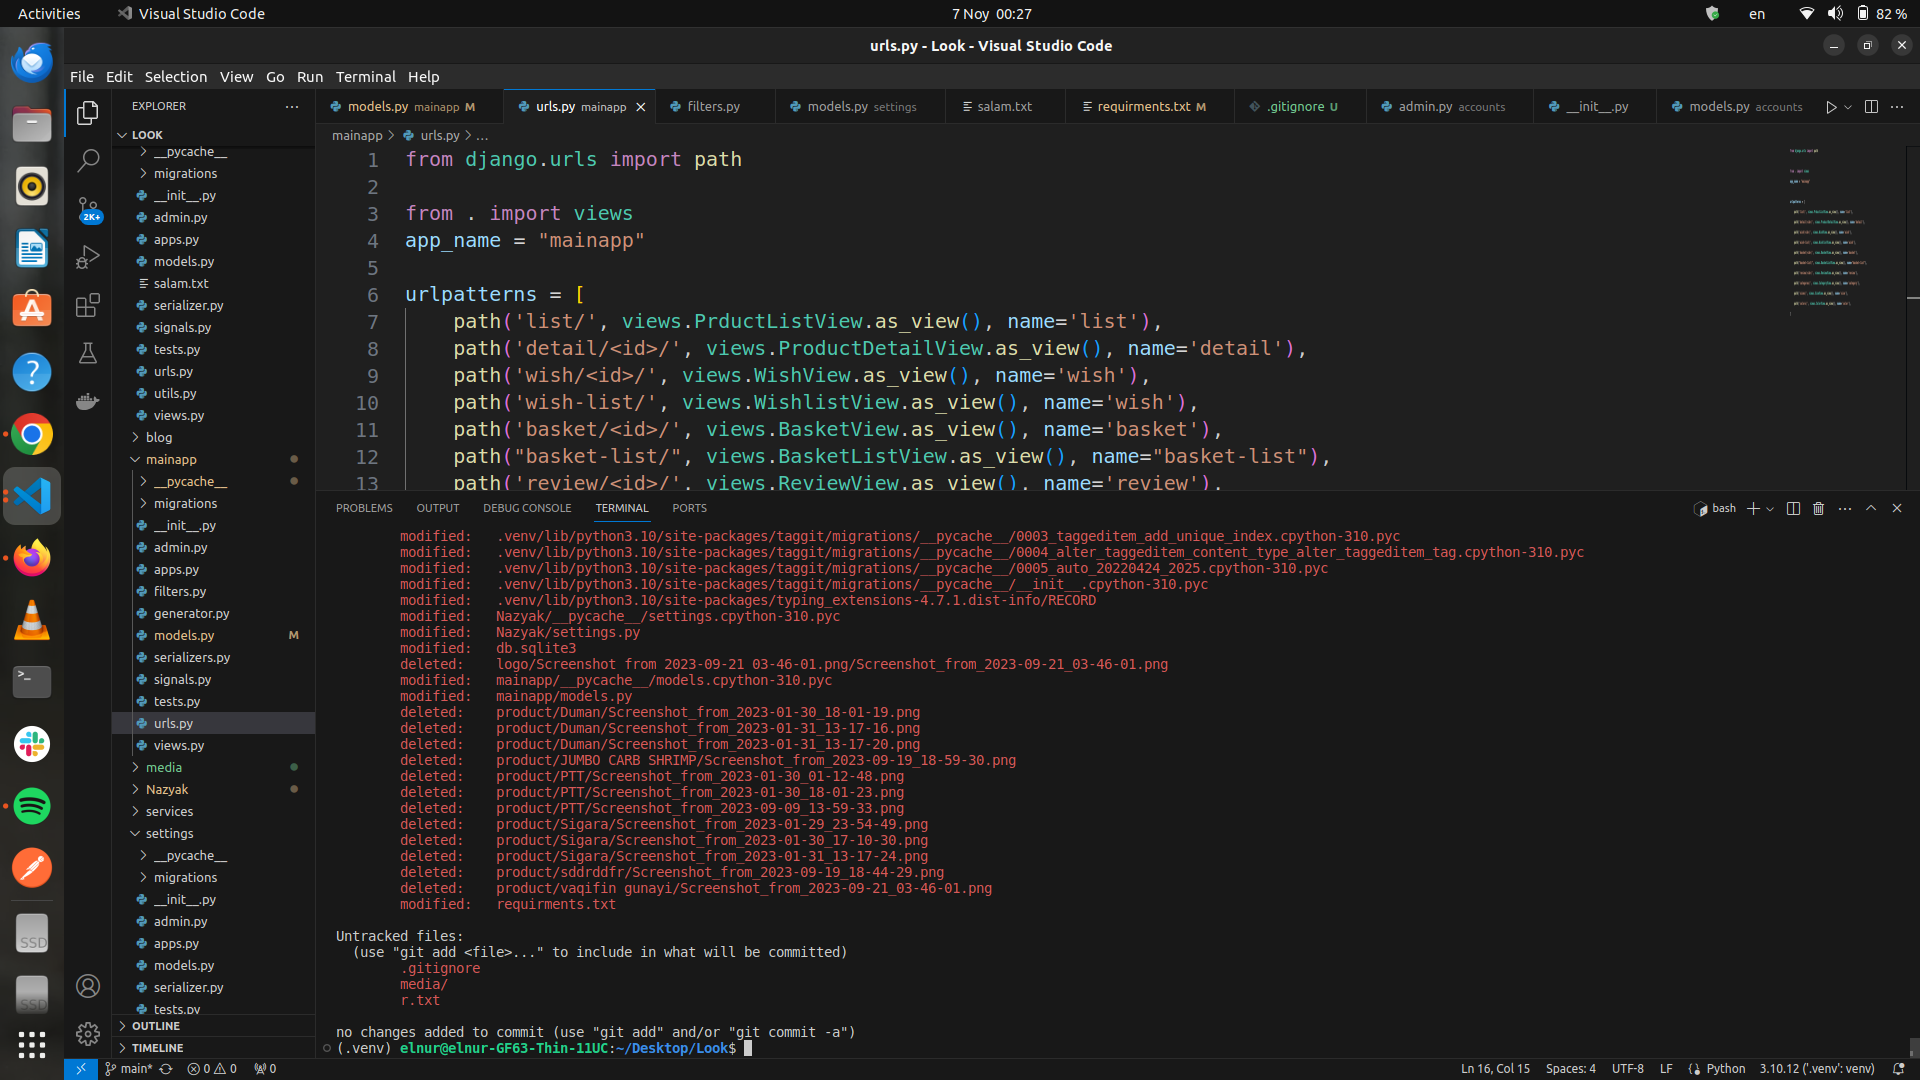 Activities
Visual Studio Code
7 Nov 00:27
en
82 %
urls.py - Look - Visual Studio Code
File Edit Selection View Go Run Terminal Help
EXPLORER
models.py mainapp M
urls.py mainapp
filters.py
models.py settings
salam.txt
requirments.txt M
.gitignore U
admin.py accounts
__init__.py
models.py accounts
LOOK
__pycache__
migrations
__init__.py
admin.py
apps.py
models.py
salam.txt
serializer.py
signals.py
tests.py
urls.py
utils.py
views.py
blog
mainapp
__pycache__
migrations
__init__.py
admin.py
apps.py
filters.py
generator.py
models.py M
serializers.py
signals.py
tests.py
urls.py
views.py
media
Nazyak
services
settings
__pycache__
migrations
__init__.py
admin.py
apps.py
models.py
serializer.py
tests.py
OUTLINE
TIMELINE
2K+
mainapp > urls.py > ...
1 from django.urls import path
2
3 from . import views
4 app_name = "mainapp"
5
6 urlpatterns = [
7 path('list/', views.PrductListView.as_view(), name='list'),
8 path('detail/<id>/', views.ProductDetailView.as_view(), name='detail'),
9 path('wish/<id>/', views.WishView.as_view(), name='wish'),
10 path('wish-list/', views.WishlistView.as_view(), name='wish'),
11 path('basket/<id>/', views.BasketView.as_view(), name='basket'),
12 path("basket-list/", views.BasketListView.as_view(), name="basket-list"),
13 path('review/<id>/', views.ReviewView.as_view(), name='review'),
PROBLEMS OUTPUT DEBUG CONSOLE TERMINAL PORTS
bash
modified: .venv/lib/python3.10/site-packages/taggit/migrations/__pycache__/0003_taggeditem_add_unique_index.cpython-310.pyc
modified: .venv/lib/python3.10/site-packages/taggit/migrations/__pycache__/0004_alter_taggeditem_content_type_alter_taggeditem_tag.cpython-310.pyc
modified: .venv/lib/python3.10/site-packages/taggit/migrations/__pycache__/0005_auto_20220424_2025.cpython-310.pyc
modified: .venv/lib/python3.10/site-packages/taggit/migrations/__pycache__/__init__.cpython-310.pyc
modified: .venv/lib/python3.10/site-packages/typing_extensions-4.7.1.dist-info/RECORD
modified: Nazyak/__pycache__/settings.cpython-310.pyc
modified: Nazyak/settings.py
modified: db.sqlite3
deleted: logo/Screenshot from 2023-09-21 03-46-01.png/Screenshot_from_2023-09-21_03-46-01.png
modified: mainapp/__pycache__/models.cpython-310.pyc
modified: mainapp/models.py
deleted: product/Duman/Screenshot_from_2023-01-30_18-01-19.png
deleted: product/Duman/Screenshot_from_2023-01-31_13-17-16.png
deleted: product/Duman/Screenshot_from_2023-01-31_13-17-20.png
deleted: product/JUMBO CARB SHRIMP/Screenshot_from_2023-09-19_18-59-30.png
deleted: product/PTT/Screenshot_from_2023-01-30_01-12-48.png
deleted: product/PTT/Screenshot_from_2023-01-30_18-01-23.png
deleted: product/PTT/Screenshot_from_2023-09-09_13-59-33.png
deleted: product/Sigara/Screenshot_from_2023-01-29_23-54-49.png
deleted: product/Sigara/Screenshot_from_2023-01-30_17-10-30.png
deleted: product/Sigara/Screenshot_from_2023-01-31_13-17-24.png
deleted: product/sddrddfr/Screenshot_from_2023-09-19_18-44-29.png
deleted: product/vaqifin gunayi/Screenshot_from_2023-09-21_03-46-01.png
modified: requirments.txt
Untracked files:
(use "git add <file>..." to include in what will be committed)
.gitignore
media/
r.txt
no changes added to commit (use "git add" and/or "git commit -a")
(.venv) elnur@elnur-GF63-Thin-11UC:~/Desktop/Look$
SSD
SSD
main* 0 0 0
Ln 16, Col 15 Spaces: 4 UTF-8 LF Python 3.10.12 ('.venv': venv)